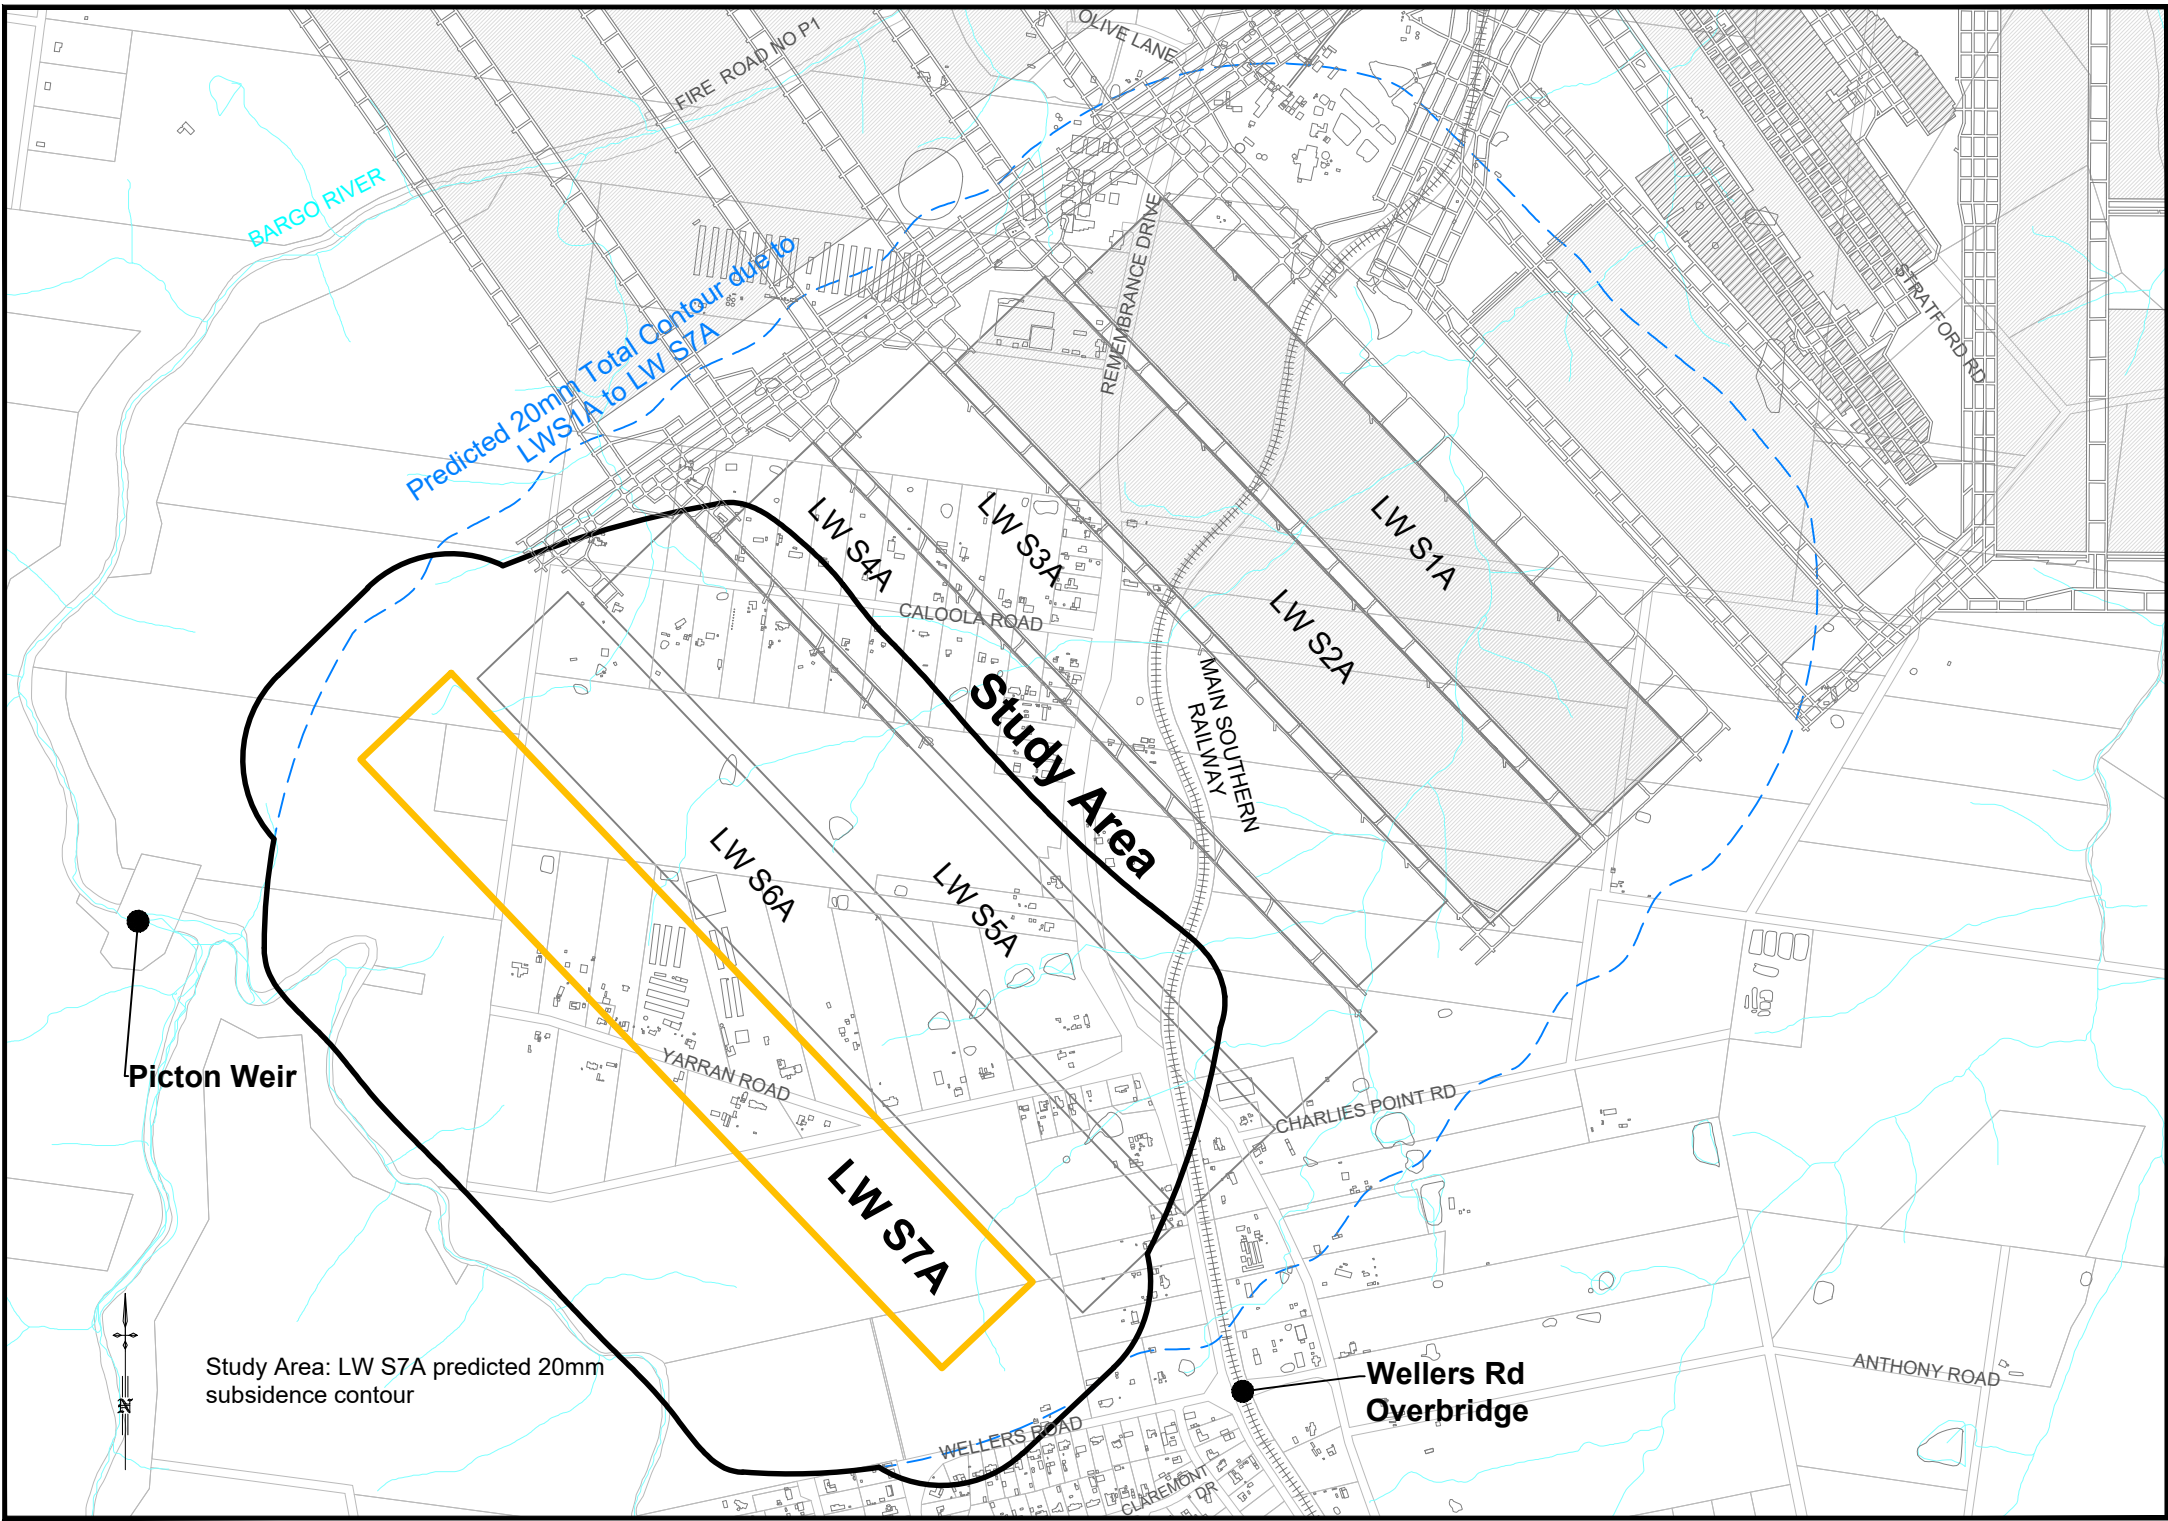 OLIVE LANE
FIRE ROAD NO P1
BARGO RIVER
REMEMBRANCE DRIVE
STRATFORD RD
Predicted 20mm Total Contour due to
LWS1A to LW S7A
LW S4A
LW S3A
LW S1A
LW S2A
CALOOLA ROAD
Study Area
MAIN SOUTHERN
RAILWAY
LW S6A
LW S5A
Picton Weir
YARRAN ROAD
CHARLIES POINT RD
LW S7A
Study Area: LW S7A predicted 20mm
subsidence contour
N
Wellers Rd
Overbridge
ANTHONY ROAD
WELLERS ROAD
CLAREMONT
DR